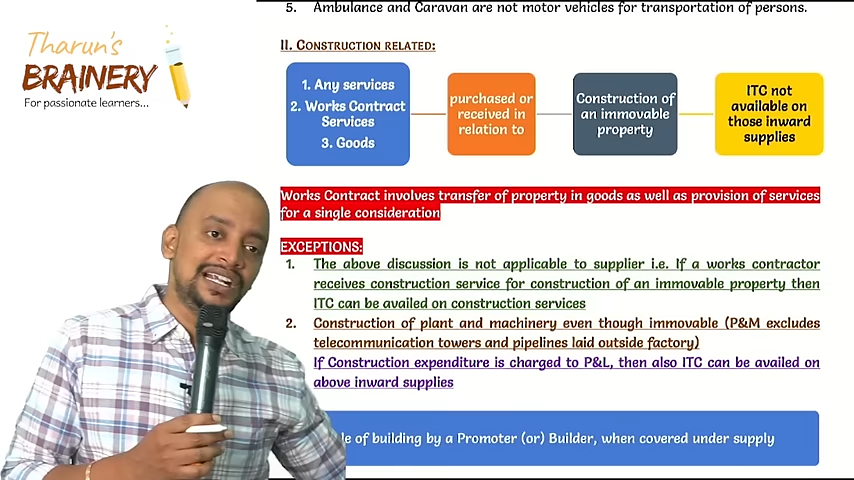 5. Ambulance and Caravan are not motor vehicles for transportation of persons.
Tharun's
BRAINERY
For passionate learners...
II. CONSTRUCTION RELATED:
1. Any services
2. Works Contract
Services
3. Goods
purchased or
received in
relation to
Construction of
an immovable
property
ITC not
available on
those inward
supplies
Works Contract involves transfer of property in goods as well as provision of services
for a single consideration
EXCEPTIONS:
1. The above discussion is not applicable to supplier i.e. If a works contractor
receives construction service for construction of an immovable property then
ITC can be availed on construction services
2. Construction of plant and machinery even though immovable (P&M excludes
telecommunication towers and pipelines laid outside factory)
If Construction expenditure is charged to P&L, then also ITC can be availed on
above inward supplies
of building by a Promoter (or) Builder, when covered under supply